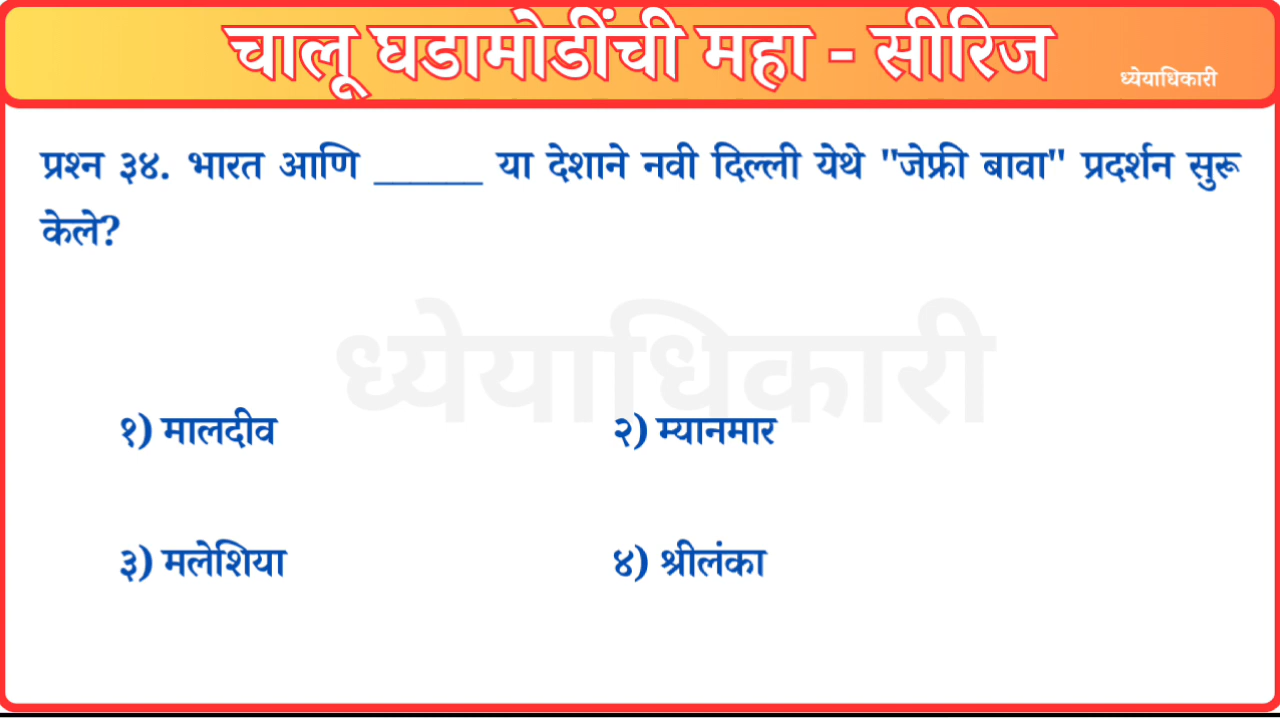 चालू घडामोडींची महा - सीरिज
ध्येयाधिकारी
प्रश्न ३४. भारत आणि ______ या देशाने नवी दिल्ली येथे "जेफ्री बावा" प्रदर्शन सुरू
केले?
ध्येयाधिकारी
१) मालदीव
२) म्यानमार
३) मलेशिया
४) श्रीलंका